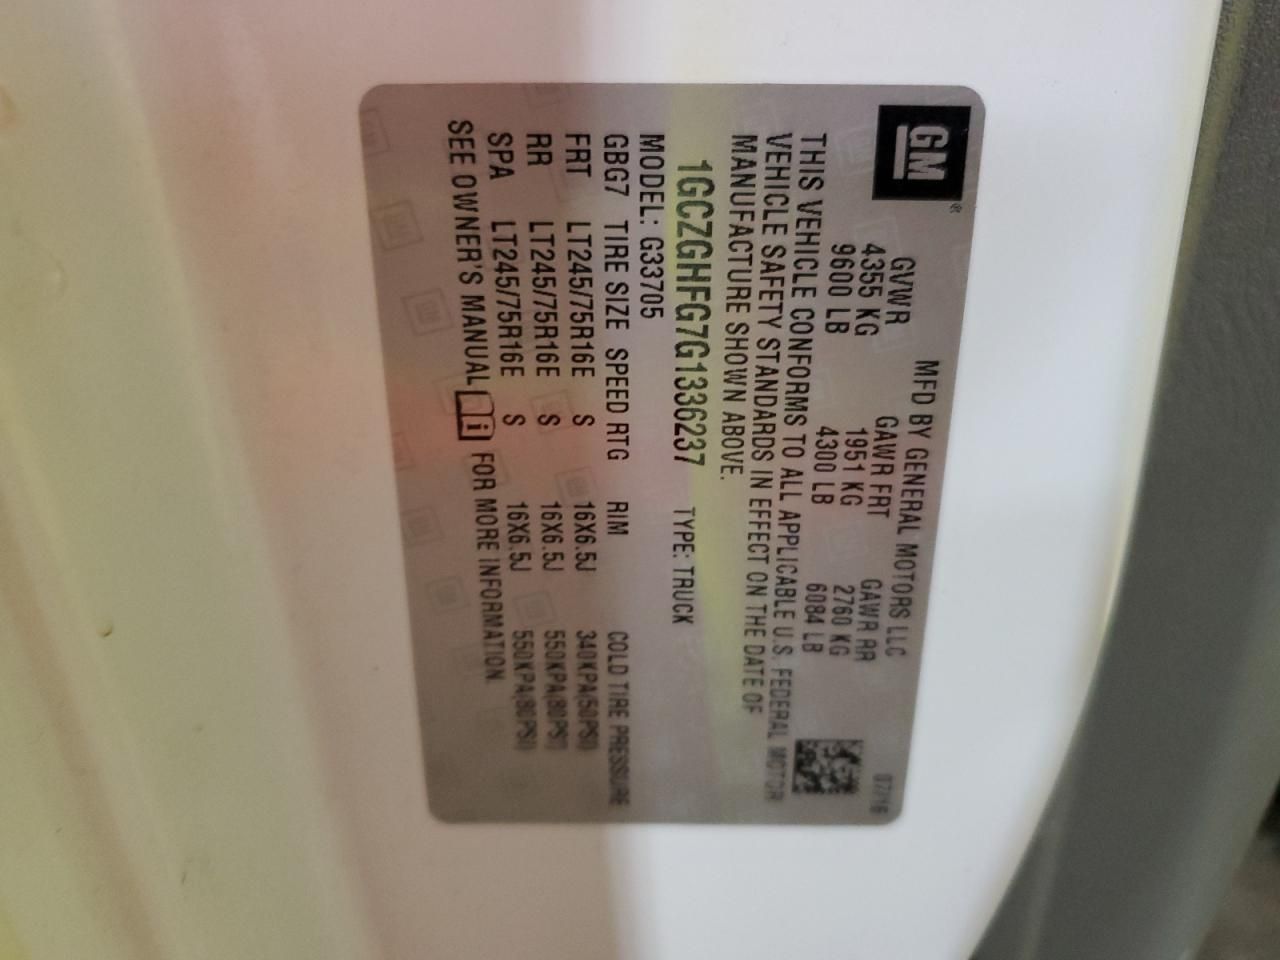 GM®
MFD BY GENERAL MOTORS LLC 07/16
GVWR GAWR FRT GAWR RR
4355 KG 1951 KG 2760 KG
9600 LB 4300 LB 6084 LB
THIS VEHICLE CONFORMS TO ALL APPLICABLE U.S. FEDERAL MOTOR
VEHICLE SAFETY STANDARDS IN EFFECT ON THE DATE OF
MANUFACTURE SHOWN ABOVE.
1GCZGHFG7G1336237 TYPE: TRUCK
MODEL: G33705
GBG7 TIRE SIZE SPEED RTG RIM COLD TIRE PRESSURE
FRT LT245/75R16E S 16X6.5J 340KPA(50PSI)
RR LT245/75R16E S 16X6.5J 550KPA(80PSI)
SPA LT245/75R16E S 16X6.5J 550KPA(80PSI)
SEE OWNER'S MANUAL i FOR MORE INFORMATION